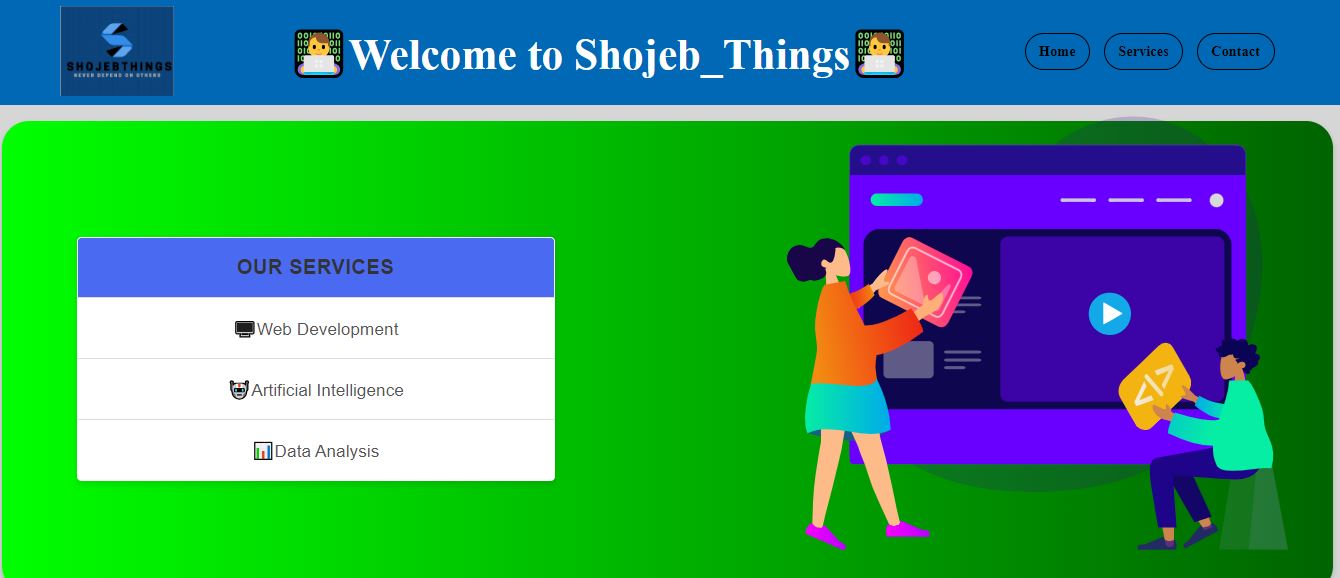 SHOJEBTHINGS
NEVER DEPEND ON OTHERS
Welcome to Shojeb_Things
Home
Services
Contact
OUR SERVICES
Web Development
Artificial Intelligence
Data Analysis
</>